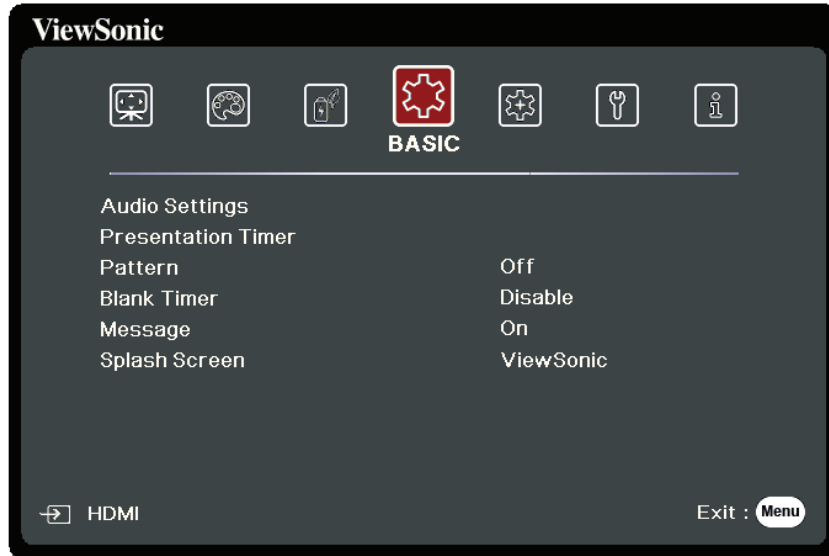 ViewSonic
BASIC
Audio Settings
Presentation Timer
Pattern Off
Blank Timer Disable
Message On
Splash Screen ViewSonic
HDMI Exit : Menu